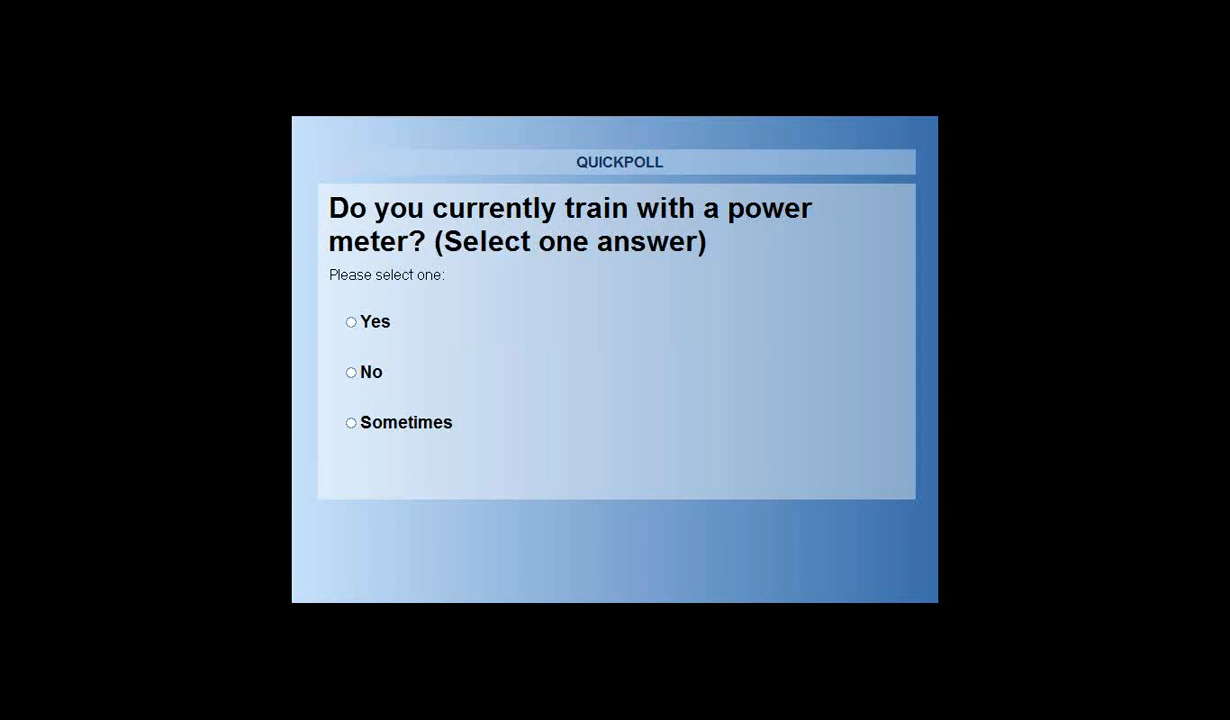 QUICKPOLL
Do you currently train with a power
meter? (Select one answer)
Please select one:
Yes
No
Sometimes